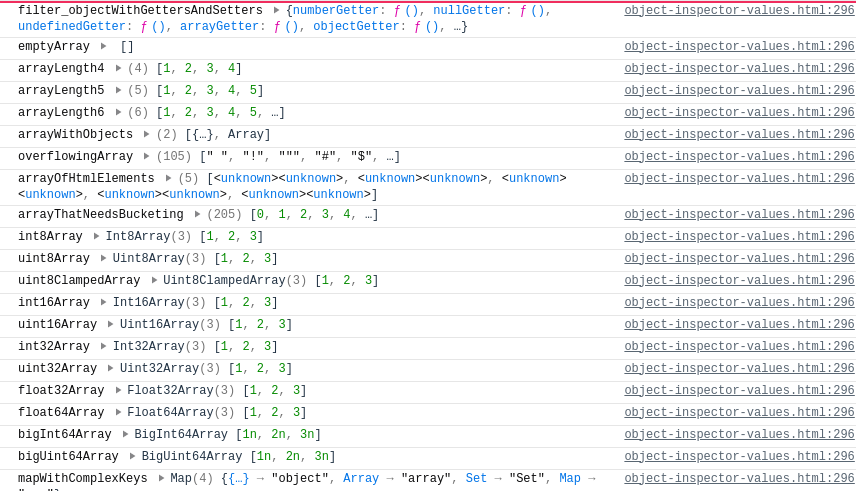 filter_objectWithGettersAndSetters ▶ {numberGetter: ƒ (), nullGetter: ƒ (), object-inspector-values.html:296
undefinedGetter: ƒ (), arrayGetter: ƒ (), objectGetter: ƒ (), …}
emptyArray ▶ [] object-inspector-values.html:296
arrayLength4 ▶ (4) [1, 2, 3, 4] object-inspector-values.html:296
arrayLength5 ▶ (5) [1, 2, 3, 4, 5] object-inspector-values.html:296
arrayLength6 ▶ (6) [1, 2, 3, 4, 5, …] object-inspector-values.html:296
arrayWithObjects ▶ (2) [{…}, Array] object-inspector-values.html:296
overflowingArray ▶ (105) [" ", "!", """, "#", "$", …] object-inspector-values.html:296
arrayOfHtmlElements ▶ (5) [<unknown><unknown>, <unknown><unknown>, <unknown> object-inspector-values.html:296
<unknown>, <unknown><unknown>, <unknown><unknown>]
arrayThatNeedsBucketing ▶ (205) [0, 1, 2, 3, 4, …] object-inspector-values.html:296
int8Array ▶ Int8Array(3) [1, 2, 3] object-inspector-values.html:296
uint8Array ▶ Uint8Array(3) [1, 2, 3] object-inspector-values.html:296
uint8ClampedArray ▶ Uint8ClampedArray(3) [1, 2, 3] object-inspector-values.html:296
int16Array ▶ Int16Array(3) [1, 2, 3] object-inspector-values.html:296
uint16Array ▶ Uint16Array(3) [1, 2, 3] object-inspector-values.html:296
int32Array ▶ Int32Array(3) [1, 2, 3] object-inspector-values.html:296
uint32Array ▶ Uint32Array(3) [1, 2, 3] object-inspector-values.html:296
float32Array ▶ Float32Array(3) [1, 2, 3] object-inspector-values.html:296
float64Array ▶ Float64Array(3) [1, 2, 3] object-inspector-values.html:296
bigInt64Array ▶ BigInt64Array [1n, 2n, 3n] object-inspector-values.html:296
bigUint64Array ▶ BigUint64Array [1n, 2n, 3n] object-inspector-values.html:296
mapWithComplexKeys ▶ Map(4) {{…} → "object", Array → "array", Set → "Set", Map → object-inspector-values.html:296